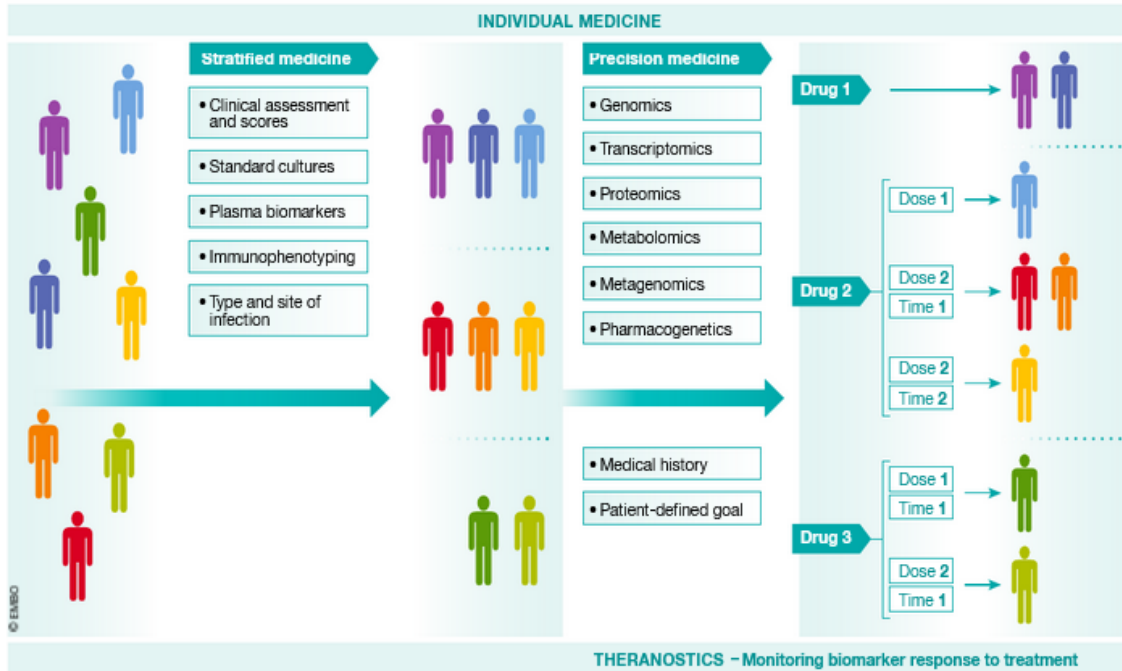 INDIVIDUAL MEDICINE
Stratified medicine
• Clinical assessment
and scores
• Standard cultures
• Plasma biomarkers
• Immunophenotyping
• Type and site of
infection
Precision medicine
• Genomics
• Transcriptomics
• Proteomics
• Metabolomics
• Metagenomics
• Pharmacogenetics
• Medical history
• Patient-defined goal
Drug 1
Drug 2
Dose 1
Dose 2
Time 1
Dose 2
Time 2
Drug 3
Dose 1
Time 1
Dose 2
Time 1
© EMBO
THERANOSTICS – Monitoring biomarker response to treatment